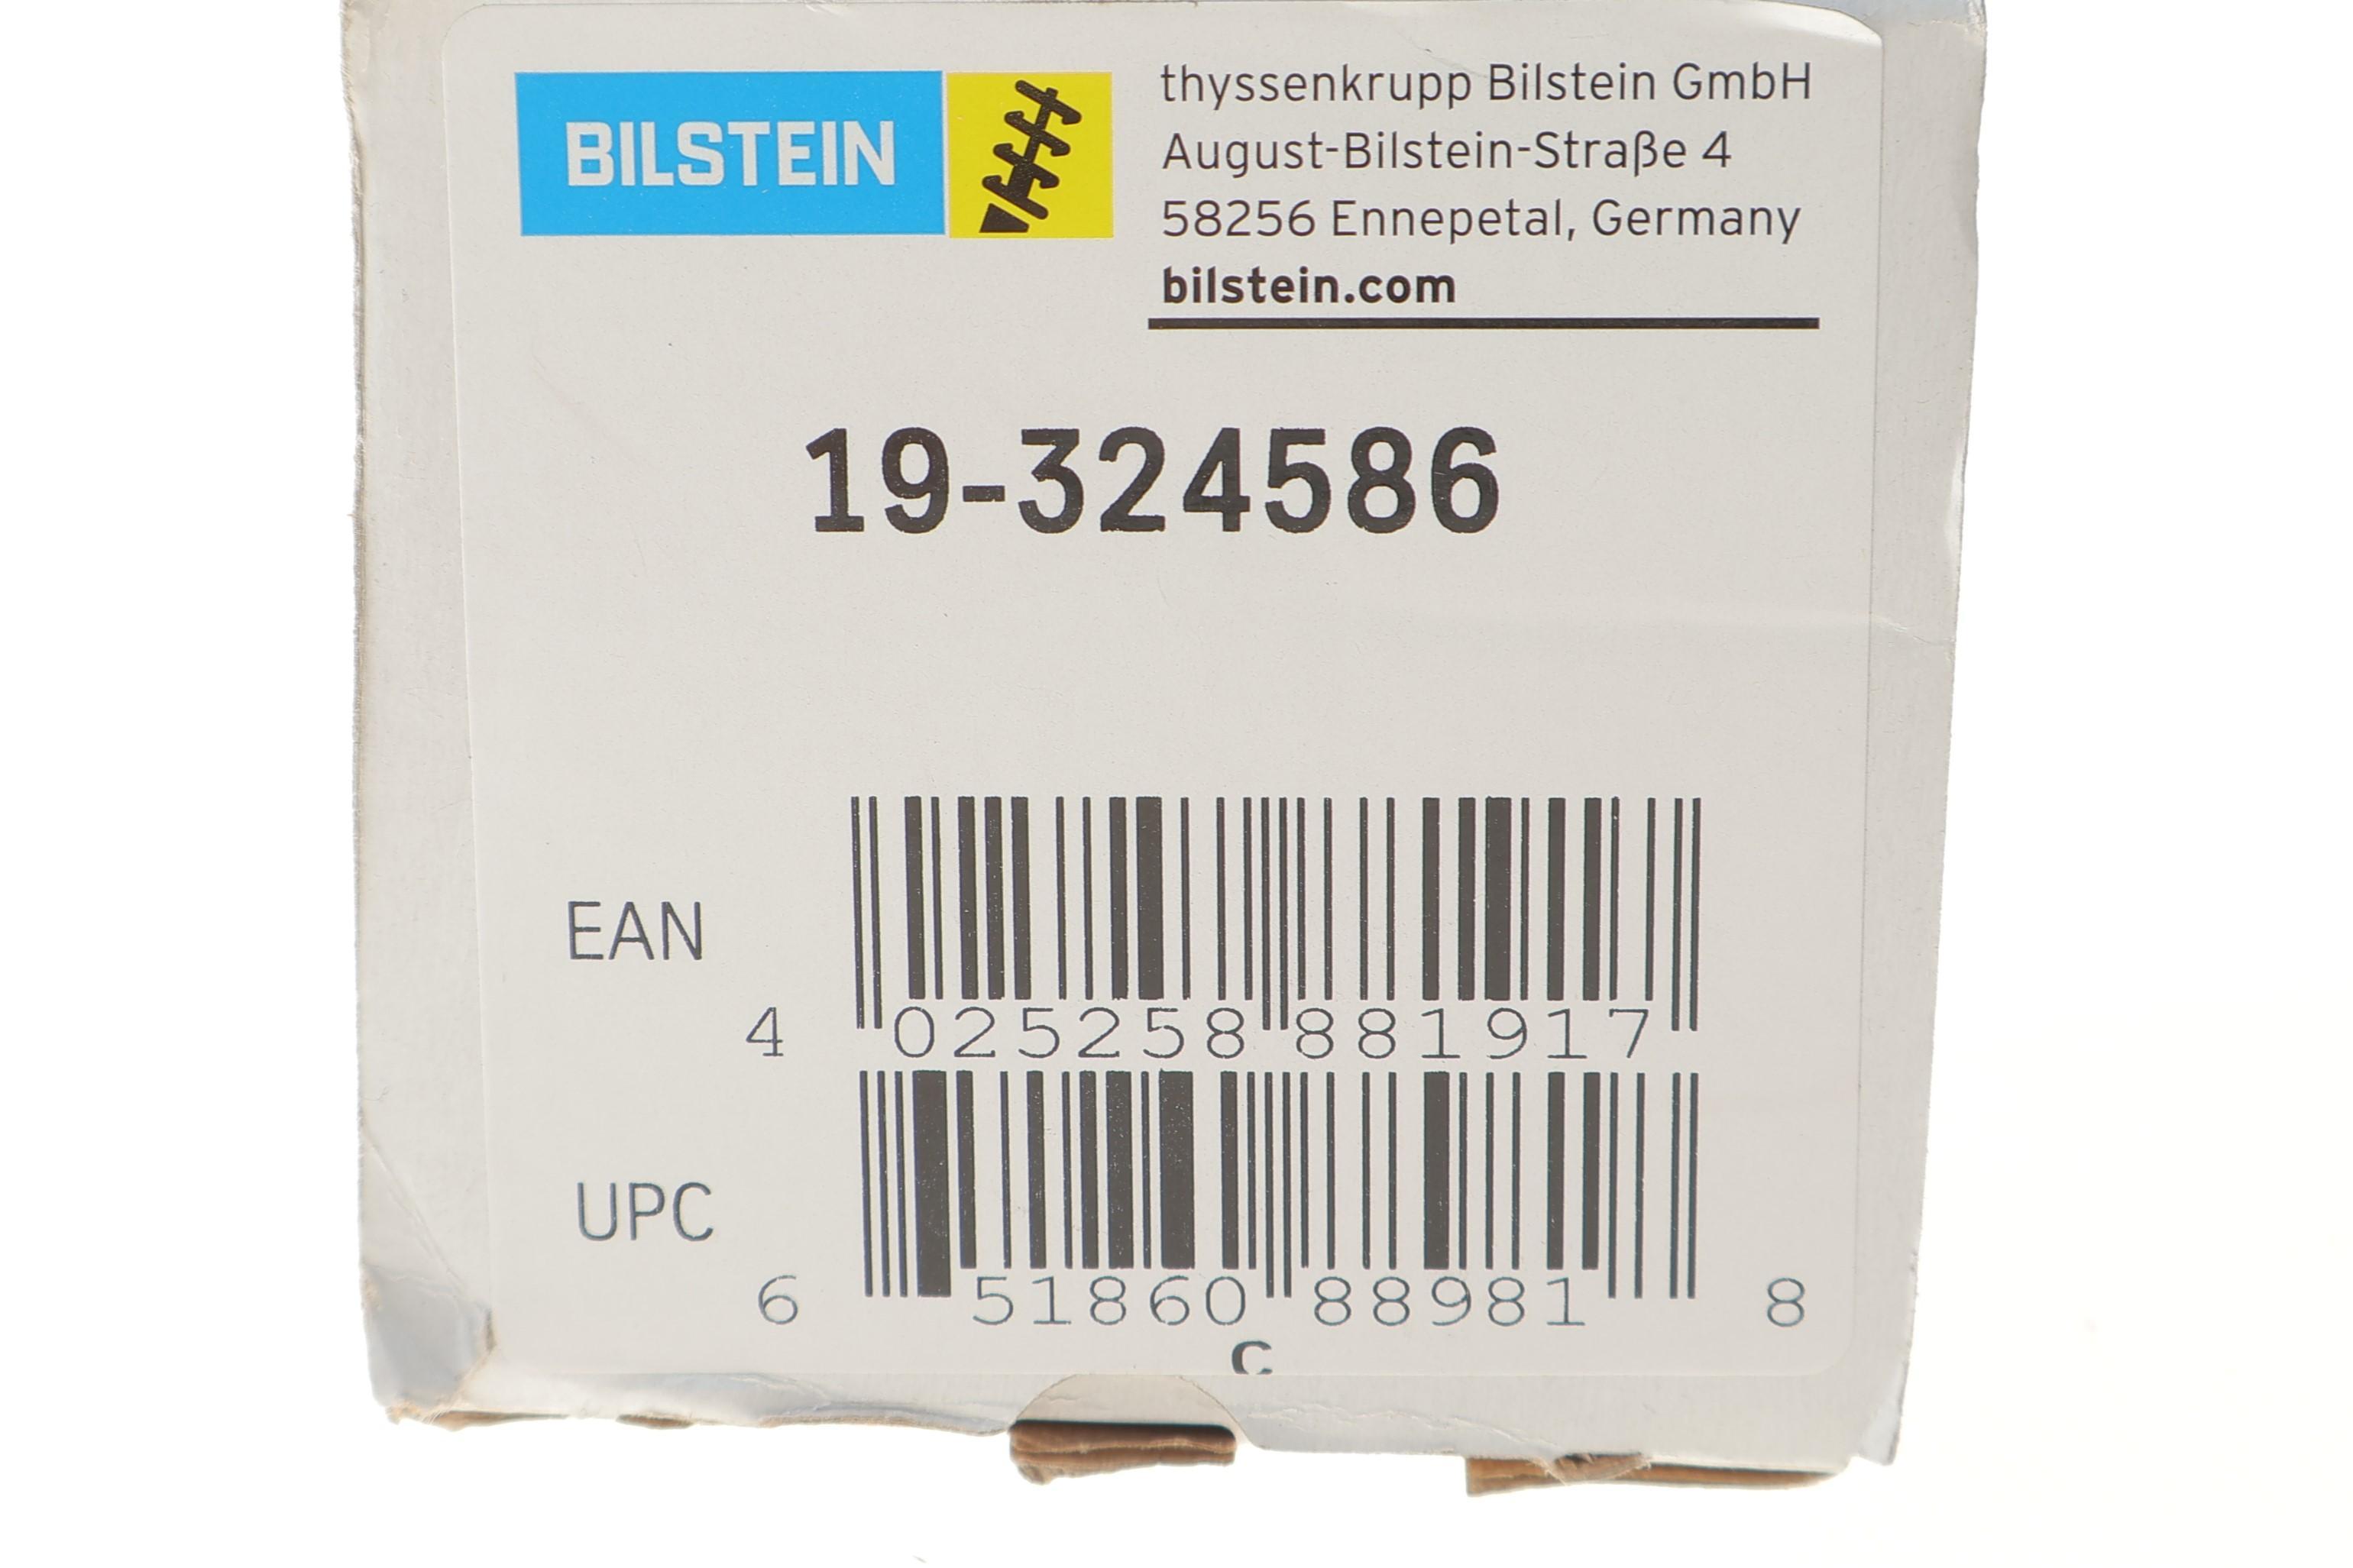 BILSTEIN
thyssenkrupp Bilstein GmbH
August-Bilstein-Straße 4
58256 Ennepetal, Germany
bilstein.com
19-324586
EAN
4 025258 881917
UPC
6 51860 88981 8
C